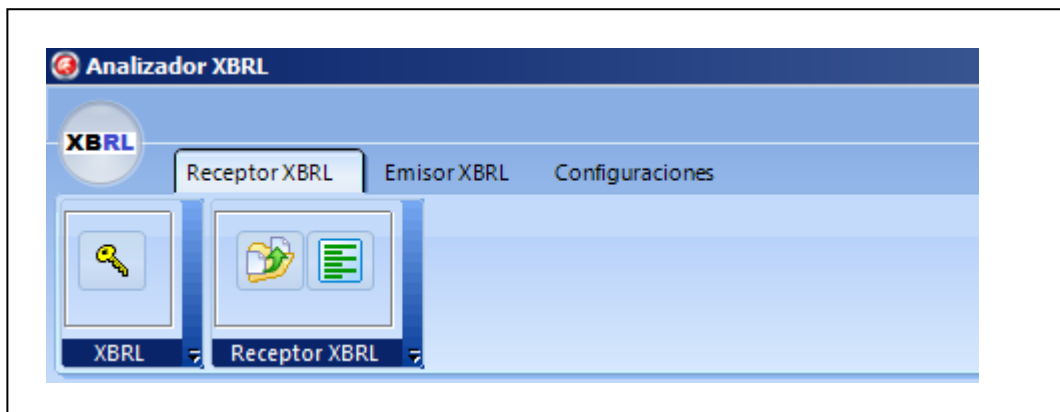 Analizador XBRL
XBRL
Receptor XBRL Emisor XBRL Configuraciones
XBRL Receptor XBRL